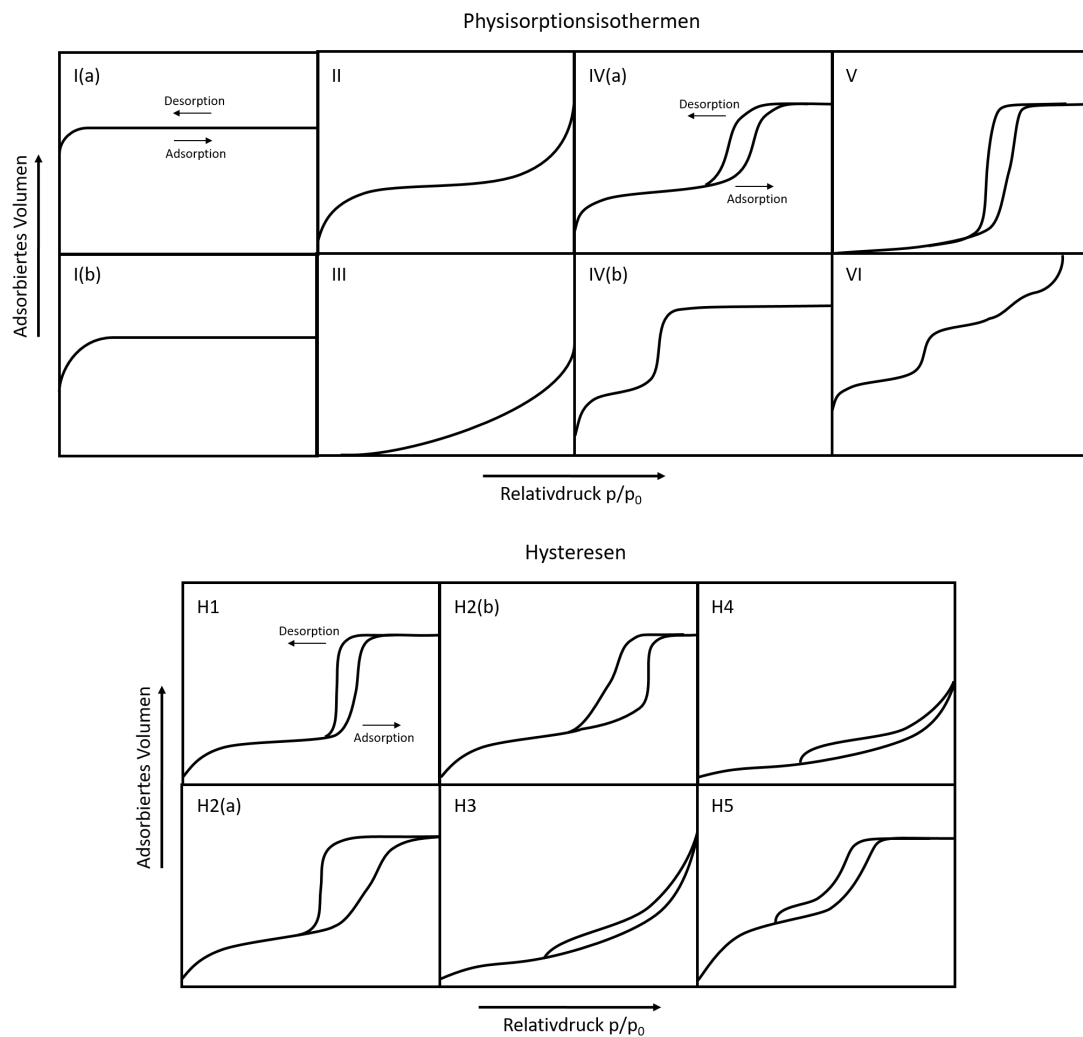 Physisorptionsisothermen
I(a)
Desorption
Adsorption
II
IV(a)
Desorption
Adsorption
V
I(b)
III
IV(b)
VI
Adsorbiertes Volumen
Relativdruck p/p₀
Hysteresen
H1
Desorption
Adsorption
H2(b)
H4
H2(a)
H3
H5
Adsorbiertes Volumen
Relativdruck p/p₀